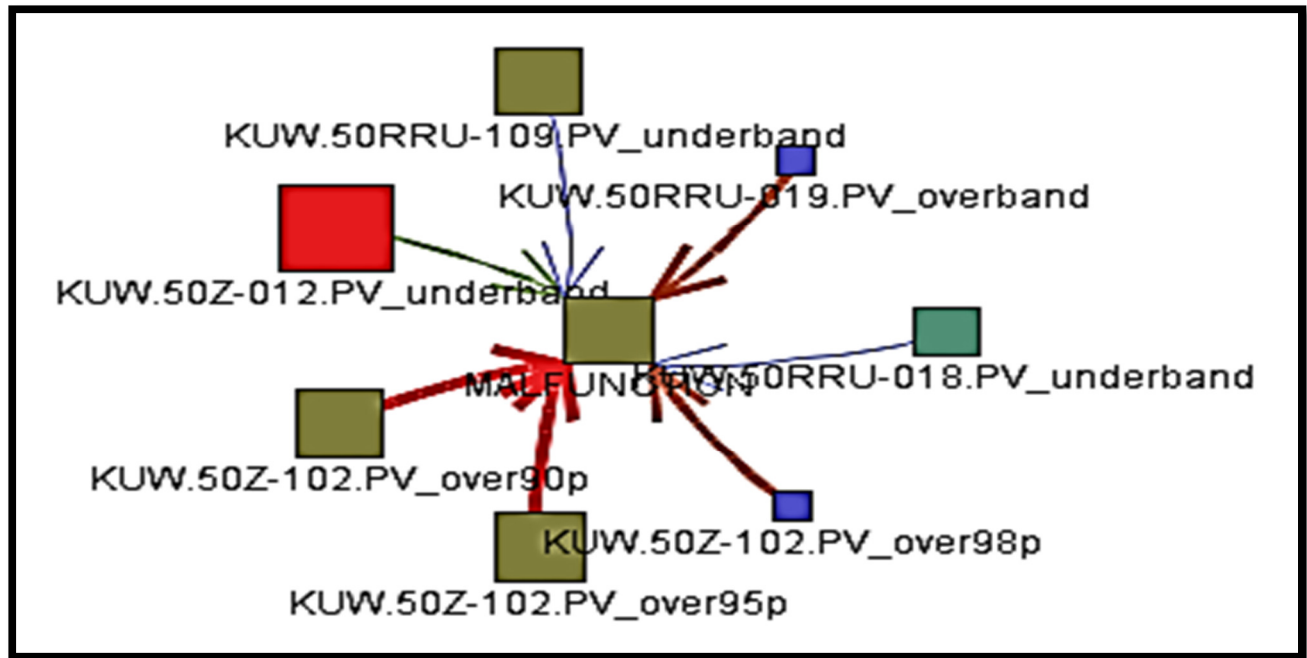 KUW.50RRU-109.PV_underband
KUW.50RRU-019.PV_overband
KUW.50Z-012.PV_underband
KUW.50RRU-018.PV_underband
MALFUNCTION
KUW.50Z-102.PV_over90p
KUW.50Z-102.PV_over98p
KUW.50Z-102.PV_over95p